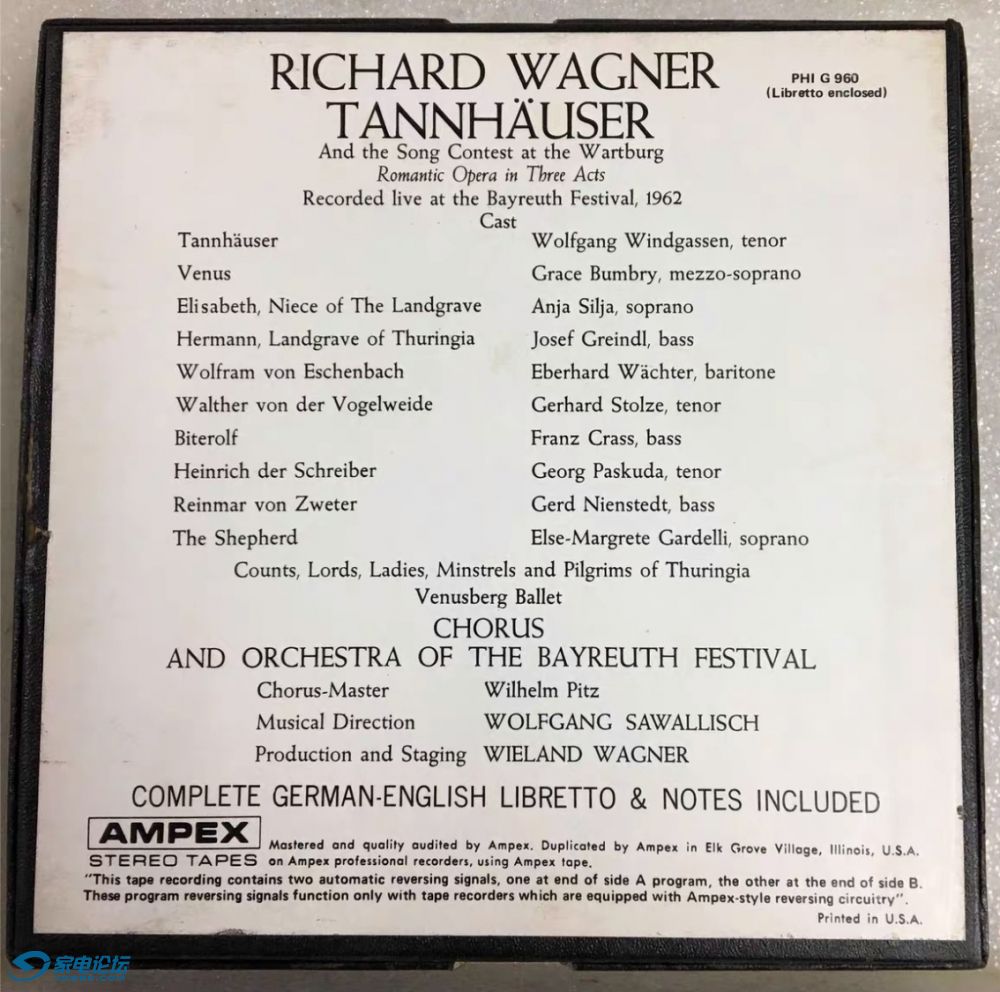 RICHARD WAGNER
TANNHÄUSER
PHI G 960
(Libretto enclosed)
And the Song Contest at the Wartburg
Romantic Opera in Three Acts
Recorded live at the Bayreuth Festival, 1962
Cast
Tannhäuser Wolfgang Windgassen, tenor
Venus Grace Bumbry, mezzo-soprano
Elisabeth, Niece of The Landgrave Anja Silja, soprano
Hermann, Landgrave of Thuringia Josef Greindl, bass
Wolfram von Eschenbach Eberhard Wächter, baritone
Walther von der Vogelweide Gerhard Stolze, tenor
Biterolf Franz Crass, bass
Heinrich der Schreiber Georg Paskuda, tenor
Reinmar von Zweter Gerd Nienstedt, bass
The Shepherd Else-Margrete Gardelli, soprano
Counts, Lords, Ladies, Minstrels and Pilgrims of Thuringia
Venusberg Ballet
CHORUS
AND ORCHESTRA OF THE BAYREUTH FESTIVAL
Chorus-Master Wilhelm Pitz
Musical Direction WOLFGANG SAWALLISCH
Production and Staging WIELAND WAGNER
COMPLETE GERMAN-ENGLISH LIBRETTO & NOTES INCLUDED
AMPEX
STEREO TAPES
Mastered and quality audited by Ampex. Duplicated by Ampex in Elk Grove Village, Illinois, U.S.A.
on Ampex professional recorders, using Ampex tape.
"This tape recording contains two automatic reversing signals, one at end of side A program, the other at the end of side B.
These program reversing signals function only with tape recorders which are equipped with Ampex-style reversing circuitry".
Printed in U.S.A.
家电论坛